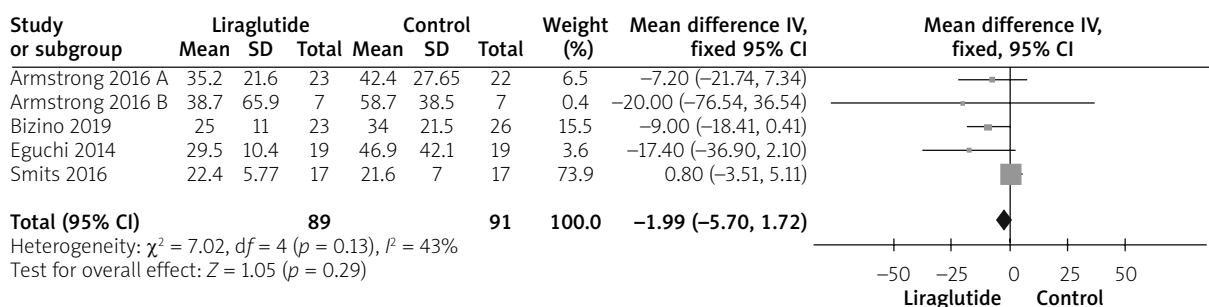 Study Liraglutide Control Weight Mean difference IV, Mean difference IV,
or subgroup Mean SD Total Mean SD Total (%) fixed 95% CI fixed, 95% CI
Armstrong 2016 A 35.2 21.6 23 42.4 27.65 22 6.5 −7.20 (−21.74, 7.34)
Armstrong 2016 B 38.7 65.9 7 58.7 38.5 7 0.4 −20.00 (−76.54, 36.54)
Bizino 2019 25 11 23 34 21.5 26 15.5 −9.00 (−18.41, 0.41)
Eguchi 2014 29.5 10.4 19 46.9 42.1 19 3.6 −17.40 (−36.90, 2.10)
Smits 2016 22.4 5.77 17 21.6 7 17 73.9 0.80 (−3.51, 5.11)
Total (95% CI) 89 91 100.0 −1.99 (−5.70, 1.72)
Heterogeneity: χ² = 7.02, df = 4 (p = 0.13), I² = 43%
Test for overall effect: Z = 1.05 (p = 0.29)
−50 −25 0 25 50
Liraglutide Control